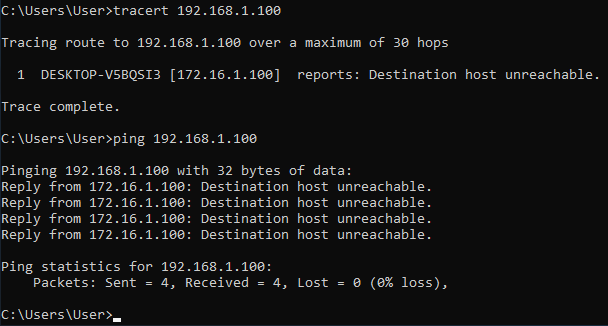 C:\Users\User>tracert 192.168.1.100
Tracing route to 192.168.1.100 over a maximum of 30 hops
  1  DESKTOP-V5BQSI3 [172.16.1.100]  reports: Destination host unreachable.
Trace complete.
C:\Users\User>ping 192.168.1.100
Pinging 192.168.1.100 with 32 bytes of data:
Reply from 172.16.1.100: Destination host unreachable.
Reply from 172.16.1.100: Destination host unreachable.
Reply from 172.16.1.100: Destination host unreachable.
Reply from 172.16.1.100: Destination host unreachable.
Ping statistics for 192.168.1.100:
    Packets: Sent = 4, Received = 4, Lost = 0 (0% loss),
C:\Users\User>